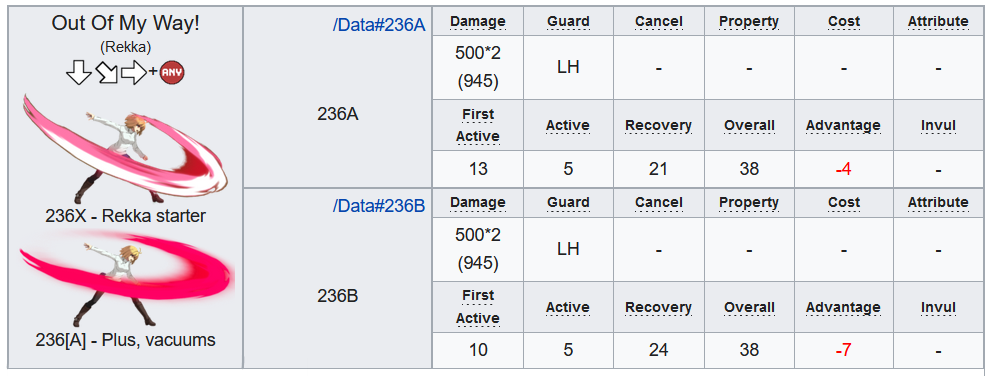 Out Of My Way!
(Rekka)
+ANY
236X - Rekka starter
236[A] - Plus, vacuums
/Data#236A
236A
Damage Guard Cancel Property Cost Attribute
500*2
(945)
LH - - - -
First
Active
Active Recovery Overall Advantage Invul
13 5 21 38 -4 -
/Data#236B
236B
Damage Guard Cancel Property Cost Attribute
500*2
(945)
LH - - - -
First
Active
Active Recovery Overall Advantage Invul
10 5 24 38 -7 -